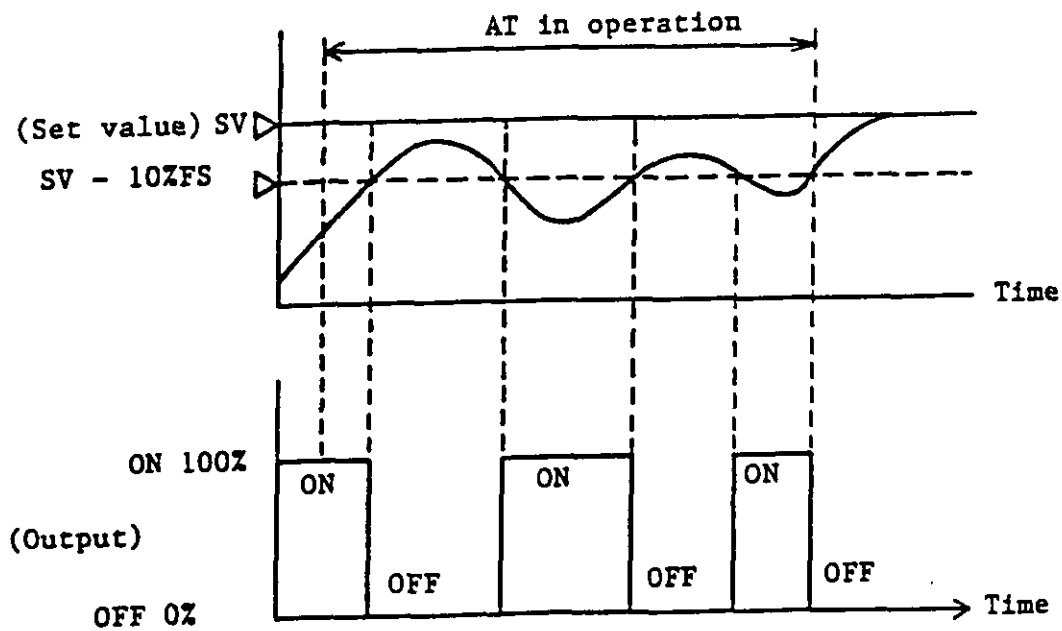 AT in operation
(Set value) SV
SV - 10%FS
Time
ON 100%
ON
ON
ON
(Output)
OFF
OFF
OFF
OFF 0%
Time